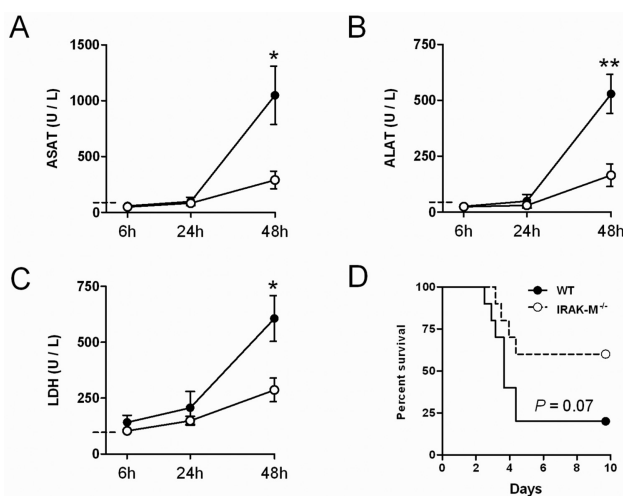 A
ASAT (U / L)
1500
1000
500
0
6h 24h 48h
*
B
ALAT (U / L)
750
500
250
0
6h 24h 48h
**
C
LDH (U / L)
750
500
250
0
6h 24h 48h
*
D
Percent survival
100
75
50
25
0
0 2 4 6 8 10
Days
WT
IRAK-M-/-
P = 0.07